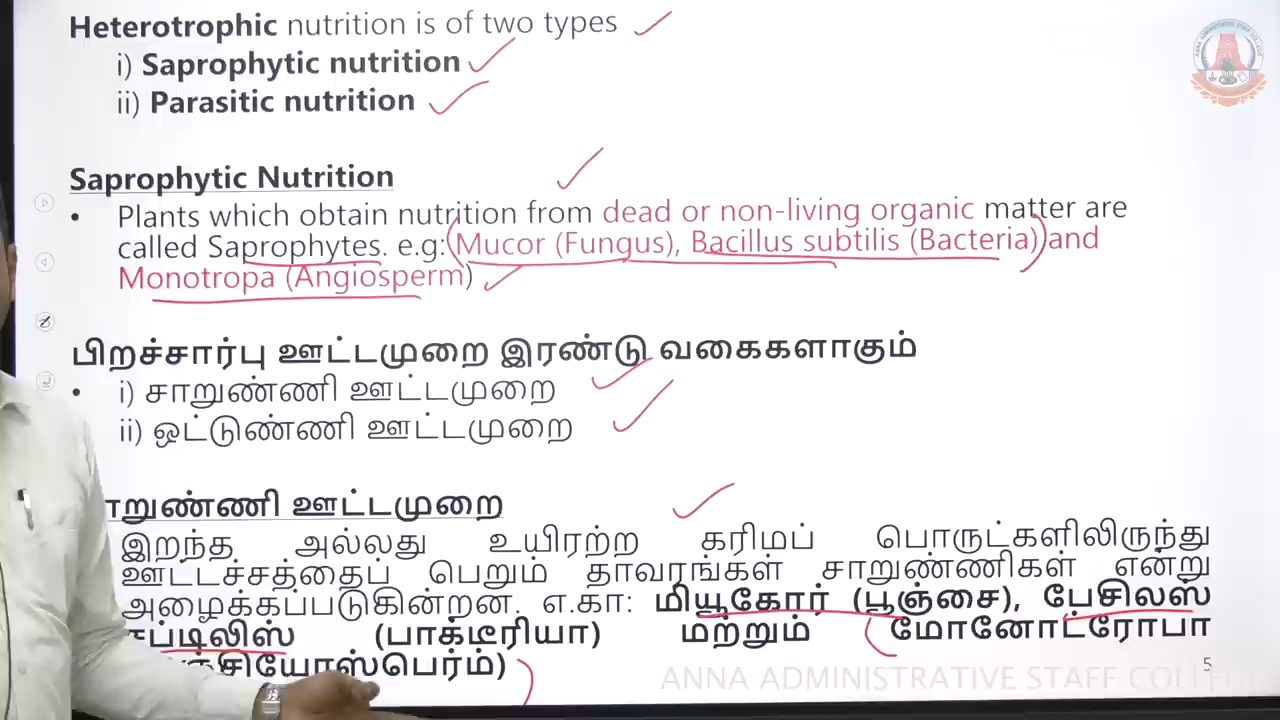 Heterotrophic nutrition is of two types
i) Saprophytic nutrition
ii) Parasitic nutrition
Saprophytic Nutrition
• Plants which obtain nutrition from dead or non-living organic matter are
called Saprophytes. e.g:(Mucor (Fungus), Bacillus subtilis (Bacteria) and
Monotropa (Angiosperm)
பிறச்சார்பு ஊட்டமுறை இரண்டு வகைகளாகும்
• i) சாறுண்ணி ஊட்டமுறை
ii) ஒட்டுண்ணி ஊட்டமுறை
ஊட்டமுறை
இறந்த அல்லது உயிரற்ற கரிமப் பொருட்களிலிருந்து
ஊட்டச்சத்தைப் பெறும் தாவரங்கள் சாறுண்ணிகள் என்று
அழைக்கப்படுகின்றன. எ.கா: மியூகோர் (பூஞ்சை), பேசிலஸ்
(பாக்டீரியா) மற்றும் மோனோட்ரோபா
5
ANNA ADMINISTRATIVE STAFF COLLEGE